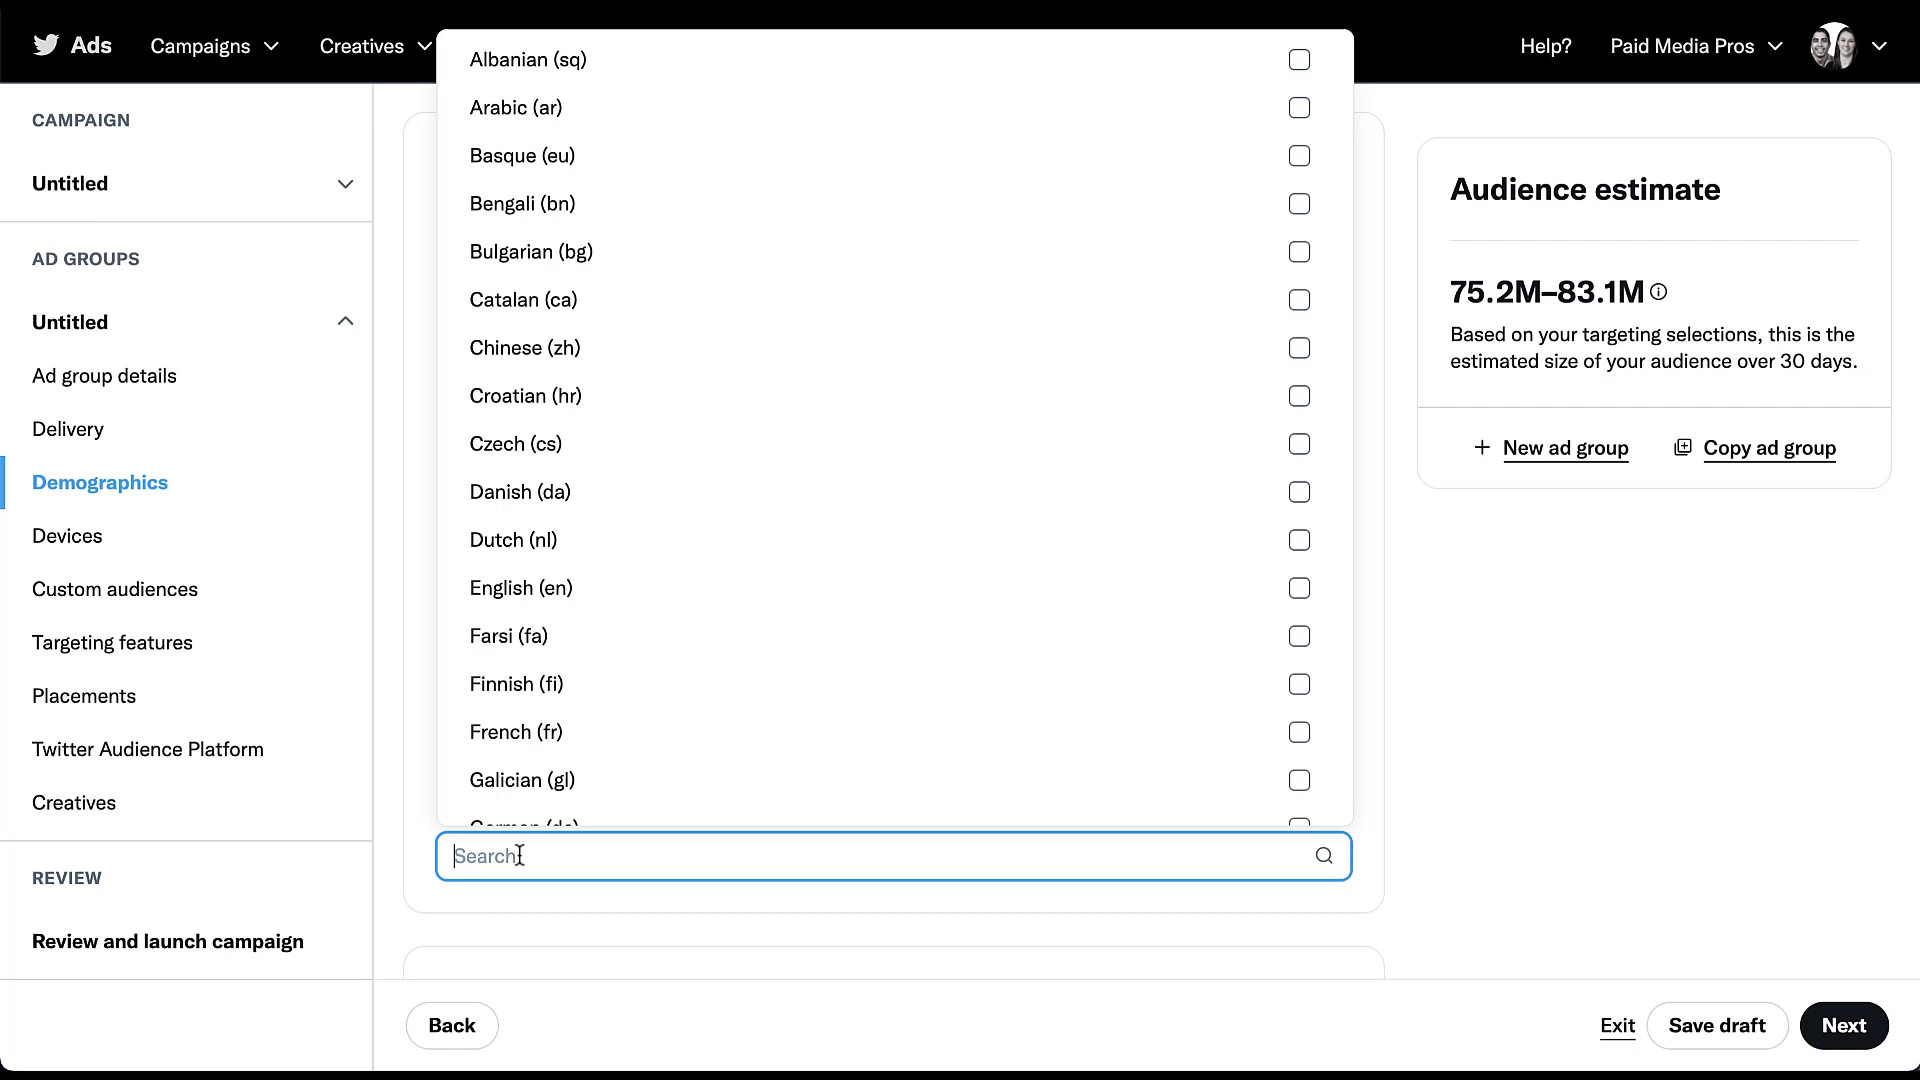 Ads
Campaigns
Creatives
Help?
Paid Media Pros
CAMPAIGN
Untitled
AD GROUPS
Untitled
Ad group details
Delivery
Demographics
Devices
Custom audiences
Targeting features
Placements
Twitter Audience Platform
Creatives
REVIEW
Review and launch campaign
Albanian (sq)
Arabic (ar)
Basque (eu)
Bengali (bn)
Bulgarian (bg)
Catalan (ca)
Chinese (zh)
Croatian (hr)
Czech (cs)
Danish (da)
Dutch (nl)
English (en)
Farsi (fa)
Finnish (fi)
French (fr)
Galician (gl)
German (de)
Search
Audience estimate
75.2M–83.1M
Based on your targeting selections, this is the
estimated size of your audience over 30 days.
New ad group
Copy ad group
Back
Exit
Save draft
Next